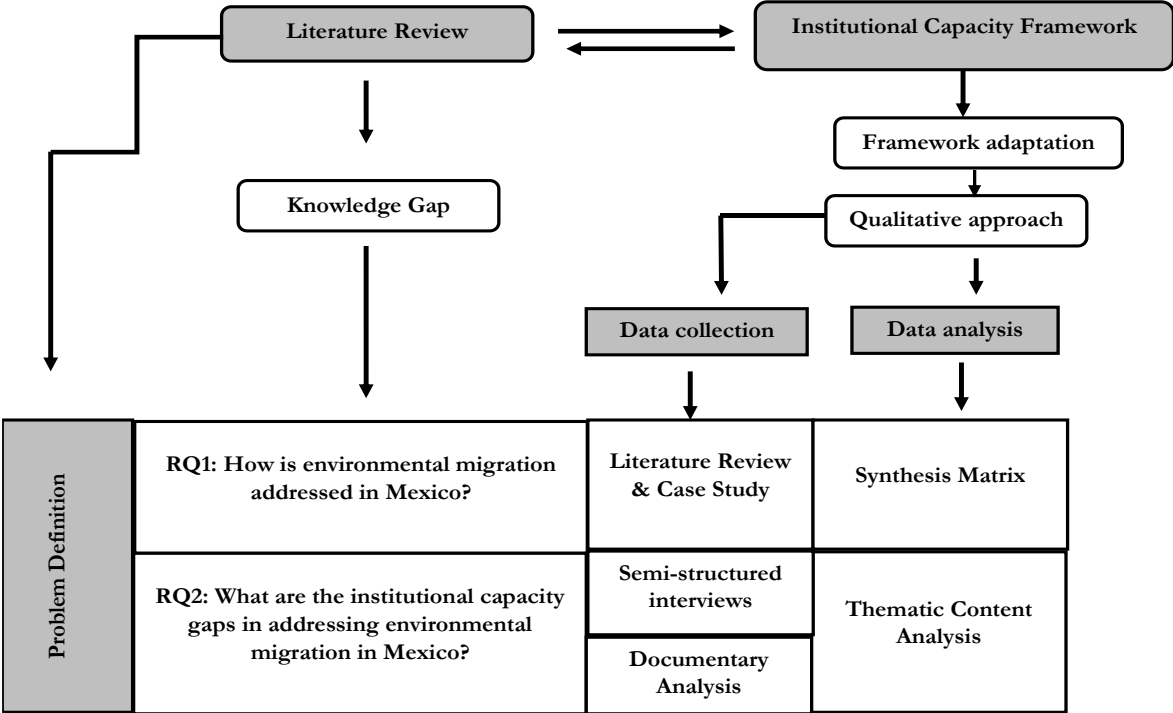 Literature Review
Institutional Capacity Framework
Framework adaptation
Knowledge Gap
Qualitative approach
Data collection
Data analysis
Problem Definition
RQ1: How is environmental migration
addressed in Mexico?
Literature Review
& Case Study
Synthesis Matrix
RQ2: What are the institutional capacity
gaps in addressing environmental
migration in Mexico?
Semi-structured
interviews
Documentary
Analysis
Thematic Content
Analysis